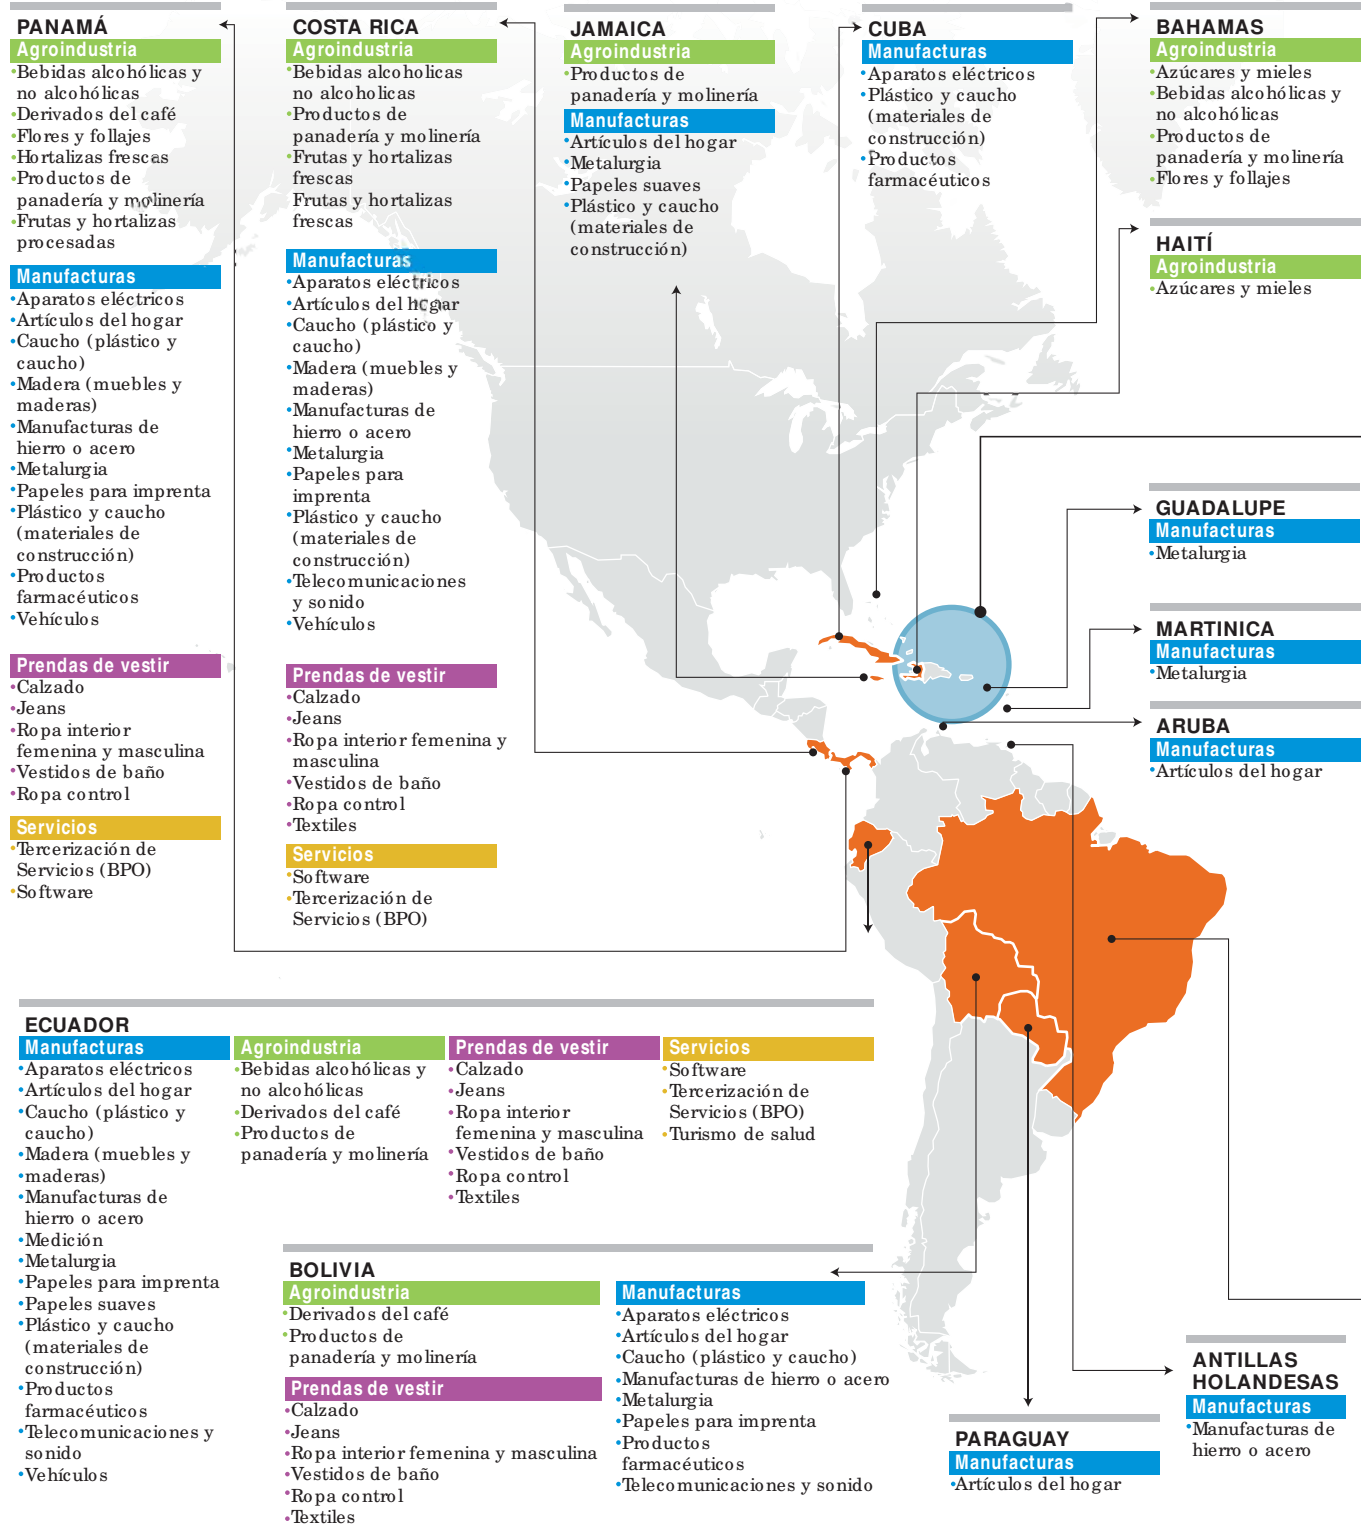 PANAMÁ
Agroindustria
•Bebidas alcohólicas y
no alcohólicas
•Derivados del café
•Flores y follajes
•Hortalizas frescas
•Productos de
panadería y molinería
•Frutas y hortalizas
procesadas
Manufacturas
•Aparatos eléctricos
•Artículos del hogar
•Caucho (plástico y
caucho)
•Madera (muebles y
maderas)
•Manufacturas de
hierro o acero
•Metalurgia
•Papeles para imprenta
•Plástico y caucho
(materiales de
construcción)
•Productos
farmacéuticos
•Vehículos
Prendas de vestir
•Calzado
•Jeans
•Ropa interior
femenina y masculina
•Vestidos de baño
•Ropa control
Servicios
•Tercerización de
Servicios (BPO)
•Software
COSTA RICA
Agroindustria
•Bebidas alcoholicas
no alcoholicas
•Productos de
panadería y molinería
•Frutas y hortalizas
frescas
Frutas y hortalizas
frescas
Manufacturas
•Aparatos eléctricos
•Artículos del hogar
•Caucho (plástico y
caucho)
•Madera (muebles y
maderas)
•Manufacturas de
hierro o acero
•Metalurgia
•Papeles para
imprenta
•Plástico y caucho
(materiales de
construcción)
•Telecomunicaciones
y sonido
•Vehículos
Prendas de vestir
•Calzado
•Jeans
•Ropa interior femenina y
masculina
•Vestidos de baño
•Ropa control
•Textiles
Servicios
•Software
•Tercerización de
Servicios (BPO)
JAMAICA
Agroindustria
•Productos de
panadería y molinería
Manufacturas
•Artículos del hogar
•Metalurgia
•Papeles suaves
•Plástico y caucho
(materiales de
construcción)
CUBA
Manufacturas
•Aparatos eléctricos
•Plástico y caucho
(materiales de
construcción)
•Productos
farmacéuticos
BAHAMAS
Agroindustria
•Azúcares y mieles
•Bebidas alcohólicas y
no alcohólicas
•Productos de
panadería y molinería
•Flores y follajes
HAITÍ
Agroindustria
•Azúcares y mieles
GUADALUPE
Manufacturas
•Metalurgia
MARTINICA
Manufacturas
•Metalurgia
ARUBA
Manufacturas
•Artículos del hogar
ECUADOR
Manufacturas
•Aparatos eléctricos
•Artículos del hogar
•Caucho (plástico y
caucho)
•Madera (muebles y
•maderas)
•Manufacturas de
hierro o acero
•Medición
•Metalurgia
•Papeles para imprenta
•Papeles suaves
•Plástico y caucho
(materiales de
construcción)
•Productos
farmacéuticos
•Telecomunicaciones y
sonido
•Vehículos
Agroindustria
•Bebidas alcohólicas y
no alcohólicas
•Derivados del café
•Productos de
panadería y molinería
Prendas de vestir
•Calzado
•Jeans
•Ropa interior
femenina y masculina
•Vestidos de baño
•Ropa control
•Textiles
Servicios
•Software
•Tercerización de
Servicios (BPO)
•Turismo de salud
BOLIVIA
Agroindustria
•Derivados del café
•Productos de
panadería y molinería
Prendas de vestir
•Calzado
•Jeans
•Ropa interior femenina y masculina
•Vestidos de baño
•Ropa control
•Textiles
Manufacturas
•Aparatos eléctricos
•Artículos del hogar
•Caucho (plástico y caucho)
•Manufacturas de hierro o acero
•Metalurgia
•Papeles para imprenta
•Productos
farmacéuticos
•Telecomunicaciones y sonido
PARAGUAY
Manufacturas
•Artículos del hogar
ANTILLAS
HOLANDESAS
Manufacturas
•Manufacturas de
hierro o acero